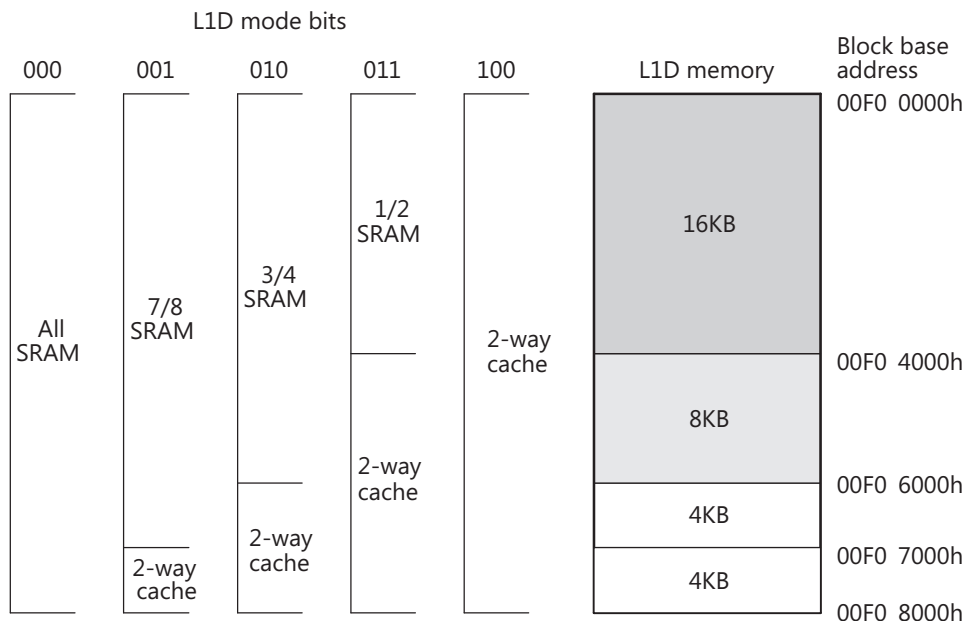 L1D mode bits
000 001 010 011 100 L1D memory Block base
address
00F0 0000h
1/2
SRAM
16KB
3/4
SRAM
7/8
SRAM
All
SRAM
2-way
cache
00F0 4000h
8KB
2-way
cache
00F0 6000h
4KB
2-way
cache
00F0 7000h
2-way
cache
4KB
00F0 8000h